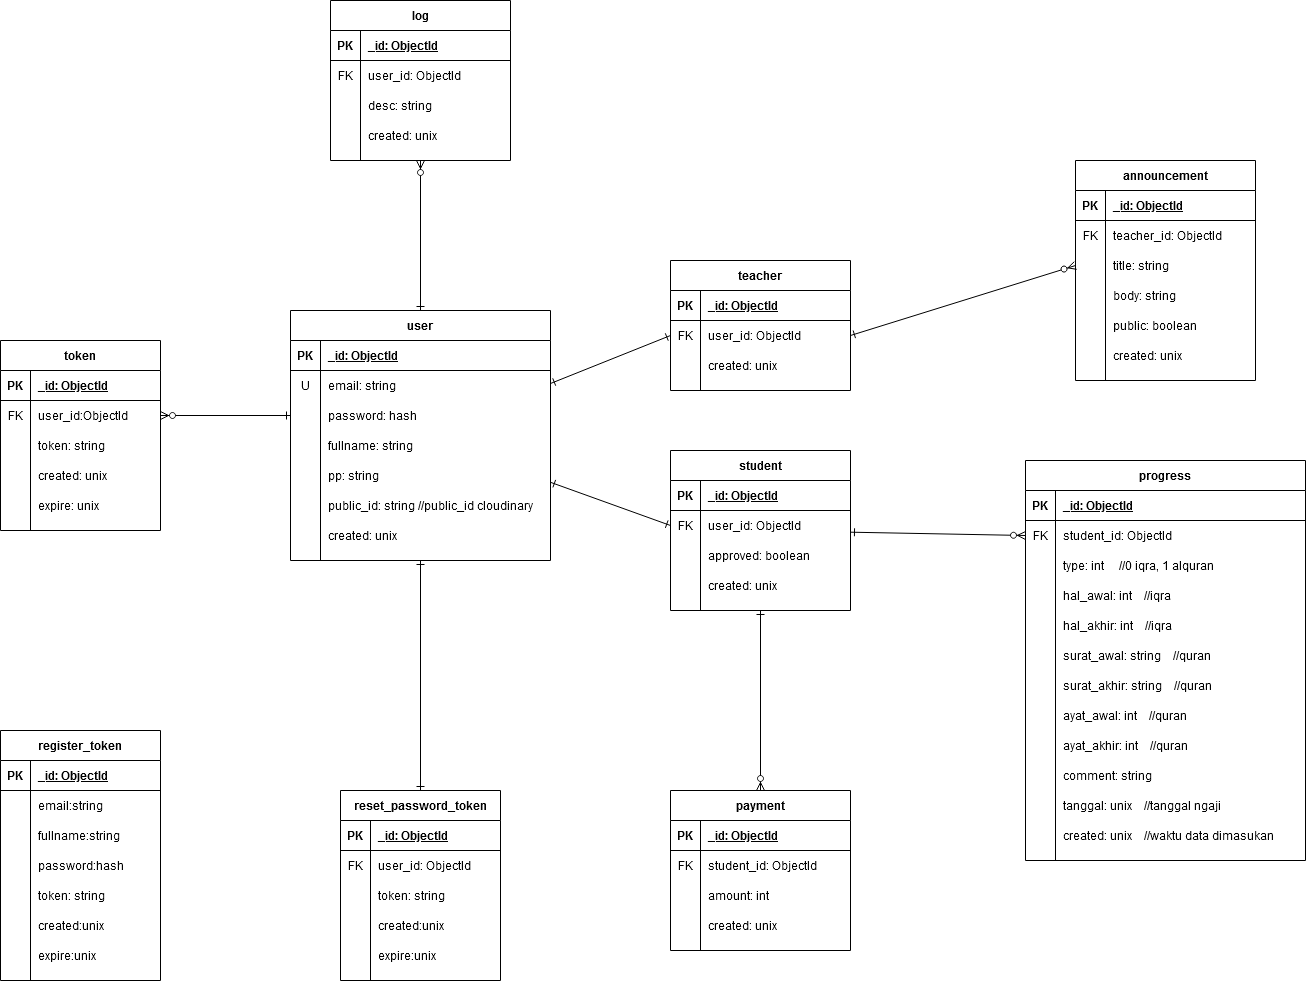 log
PK _id: ObjectId
FK user_id: ObjectId
desc: string
created: unix
announcement
PK _id: ObjectId
FK teacher_id: ObjectId
title: string
body: string
public: boolean
created: unix
teacher
PK _id: ObjectId
FK user_id: ObjectId
created: unix
user
PK _id: ObjectId
U email: string
password: hash
fullname: string
pp: string
public_id: string //public_id cloudinary
created: unix
token
PK _id: ObjectId
FK user_id:ObjectId
token: string
created: unix
expire: unix
student
PK _id: ObjectId
FK user_id: ObjectId
approved: boolean
created: unix
progress
PK _id: ObjectId
FK student_id: ObjectId
type: int //0 iqra, 1 alquran
hal_awal: int //iqra
hal_akhir: int //iqra
surat_awal: string //quran
surat_akhir: string //quran
ayat_awal: int //quran
ayat_akhir: int //quran
comment: string
tanggal: unix //tanggal ngaji
created: unix //waktu data dimasukan
register_token
PK _id: ObjectId
email:string
fullname:string
password:hash
token: string
created:unix
expire:unix
reset_password_token
PK _id: ObjectId
FK user_id: ObjectId
token: string
created:unix
expire:unix
payment
PK _id: ObjectId
FK student_id: ObjectId
amount: int
created: unix